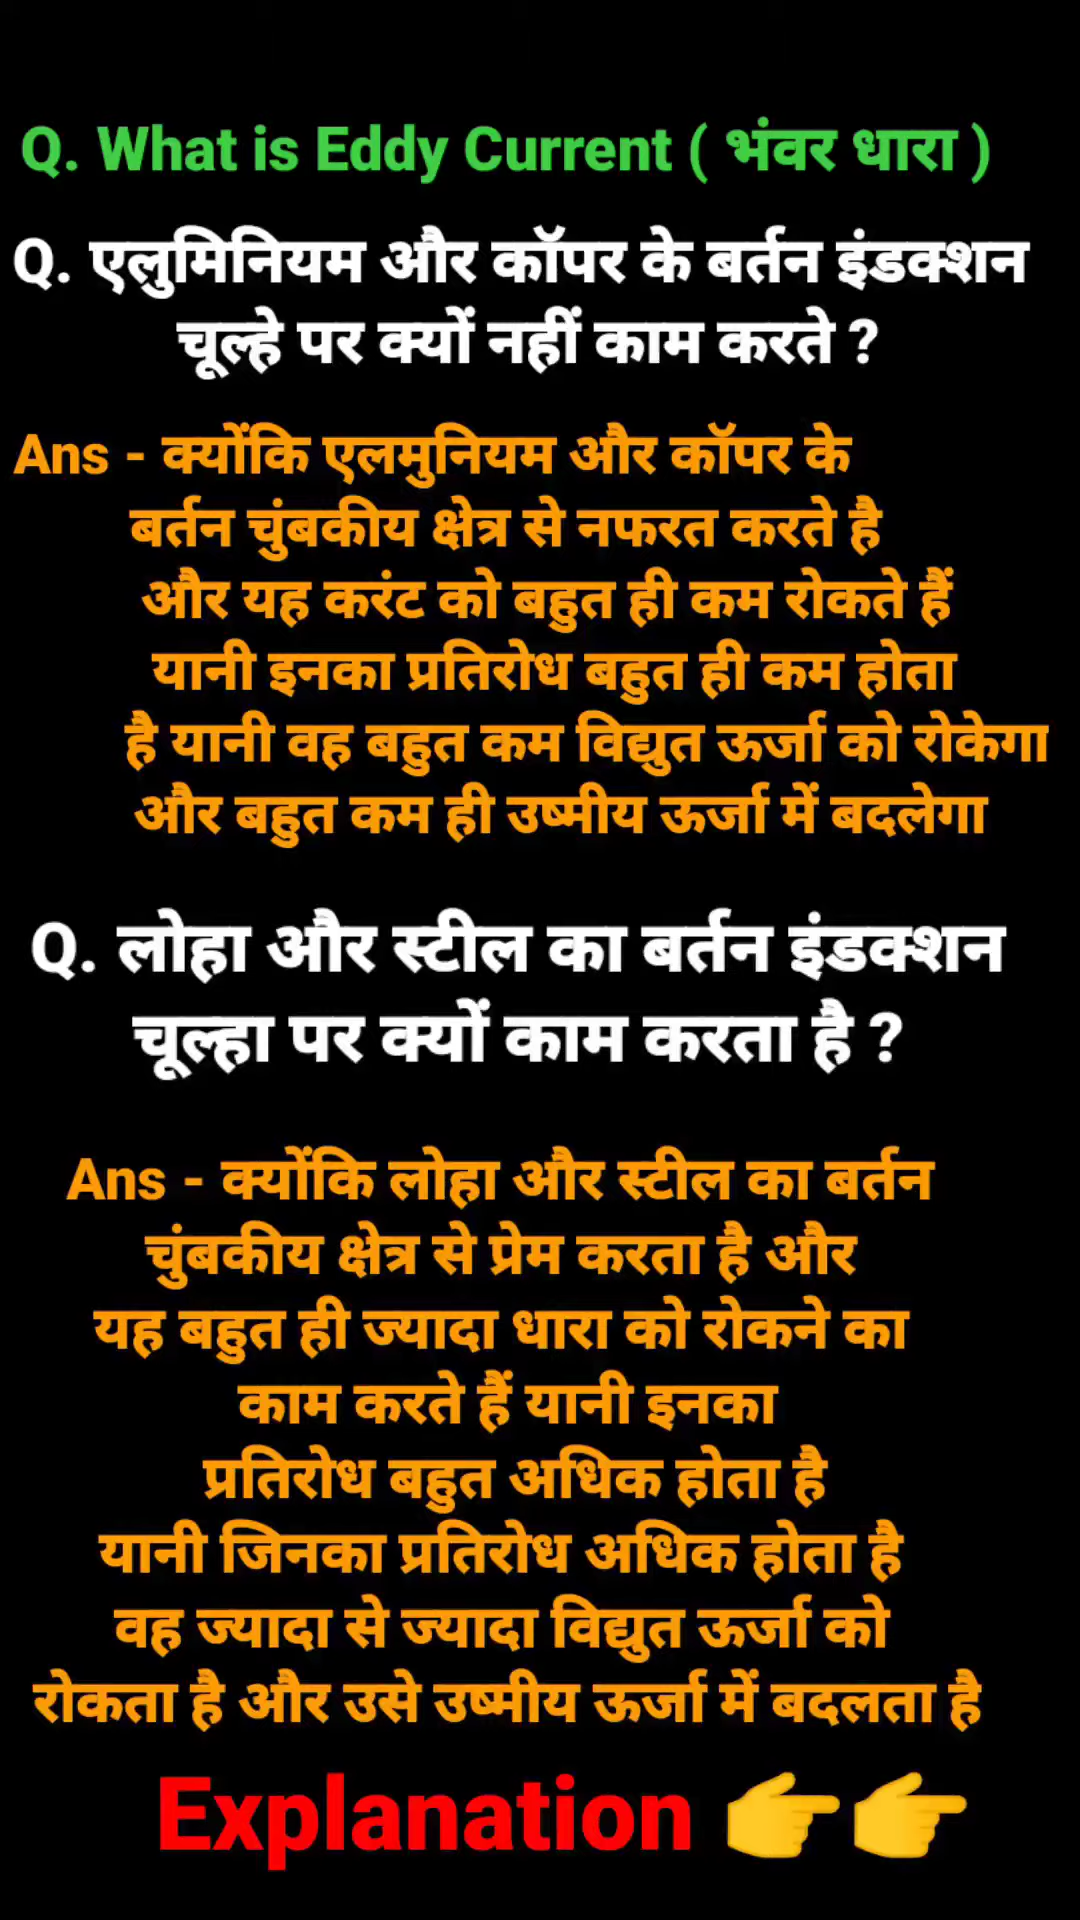 Q. What is Eddy Current ( भंवर धारा )
Q. एलुमिनियम और कॉपर के बर्तन इंडक्शन
चूल्हे पर क्यों नहीं काम करते ?
Ans - क्योंकि एलमुनियम और कॉपर के
बर्तन चुंबकीय क्षेत्र से नफरत करते है
और यह करंट को बहुत ही कम रोकते हैं
यानी इनका प्रतिरोध बहुत ही कम होता
है यानी वह बहुत कम विद्युत ऊर्जा को रोकेगा
और बहुत कम ही उष्मीय ऊर्जा में बदलेगा
Q. लोहा और स्टील का बर्तन इंडक्शन
चूल्हा पर क्यों काम करता है ?
Ans - क्योंकि लोहा और स्टील का बर्तन
चुंबकीय क्षेत्र से प्रेम करता है और
यह बहुत ही ज्यादा धारा को रोकने का
काम करते हैं यानी इनका
प्रतिरोध बहुत अधिक होता है
यानी जिनका प्रतिरोध अधिक होता है
वह ज्यादा से ज्यादा विद्युत ऊर्जा को
रोकता है और उसे उष्मीय ऊर्जा में बदलता है
Explanation 👉👉